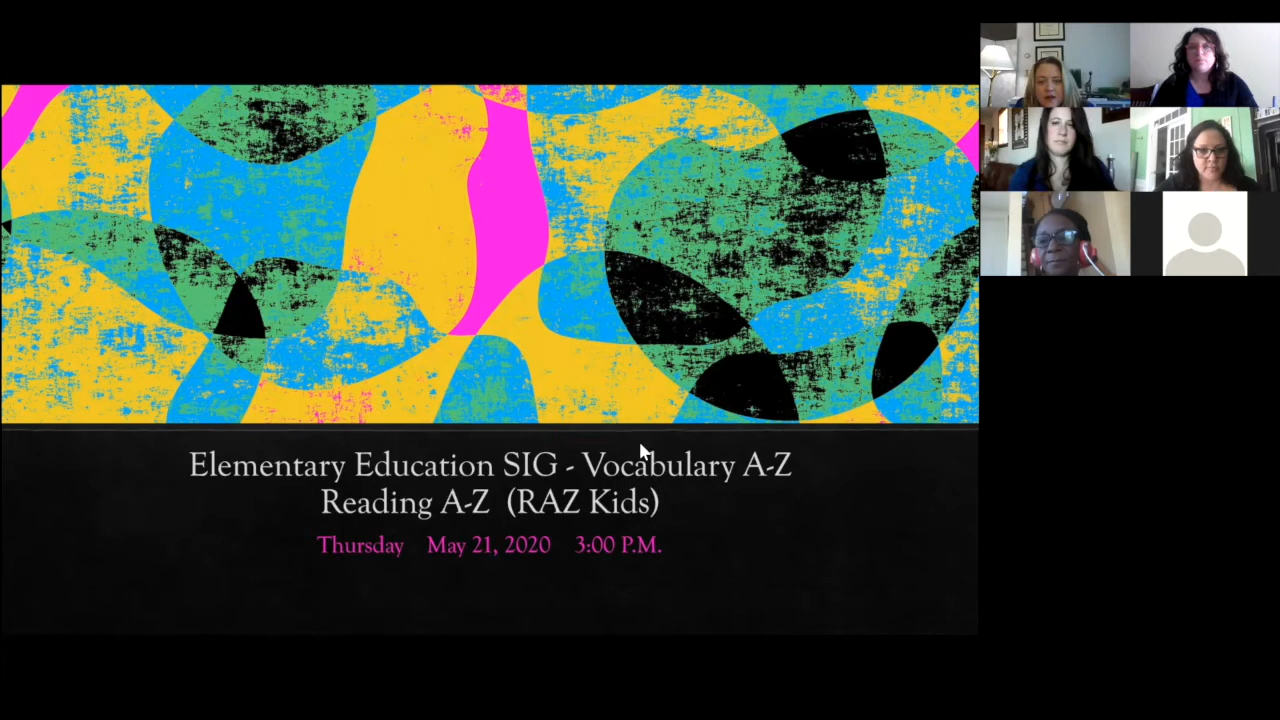 Elementary Education SIG - Vocabulary A-Z
Reading A-Z (RAZ Kids)
Thursday May 21, 2020 3:00 P.M.